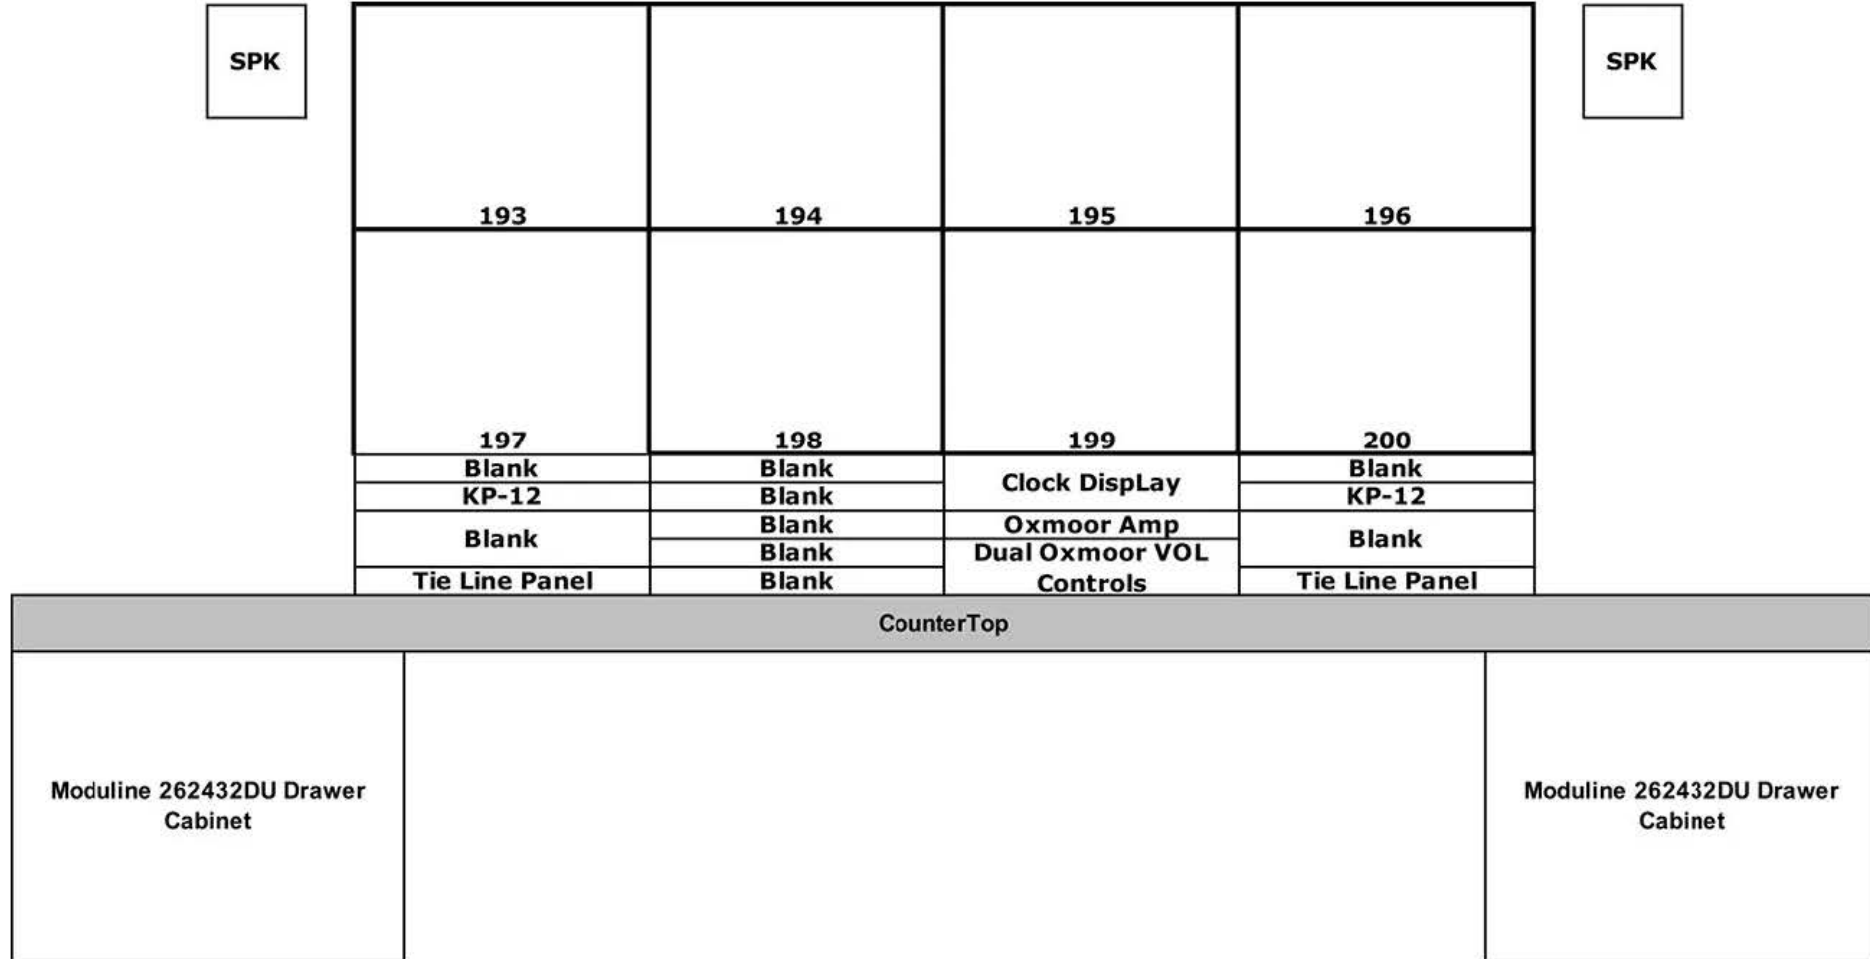 SPK
SPK
193
194
195
196
197
198
199
200
Blank
Blank
Clock DispLay
Blank
KP-12
Blank
KP-12
Blank
Blank
Oxmoor Amp
Blank
Blank
Dual Oxmoor VOL
Controls
Tie Line Panel
Blank
Tie Line Panel
CounterTop
Moduline 262432DU Drawer
Cabinet
Moduline 262432DU Drawer
Cabinet